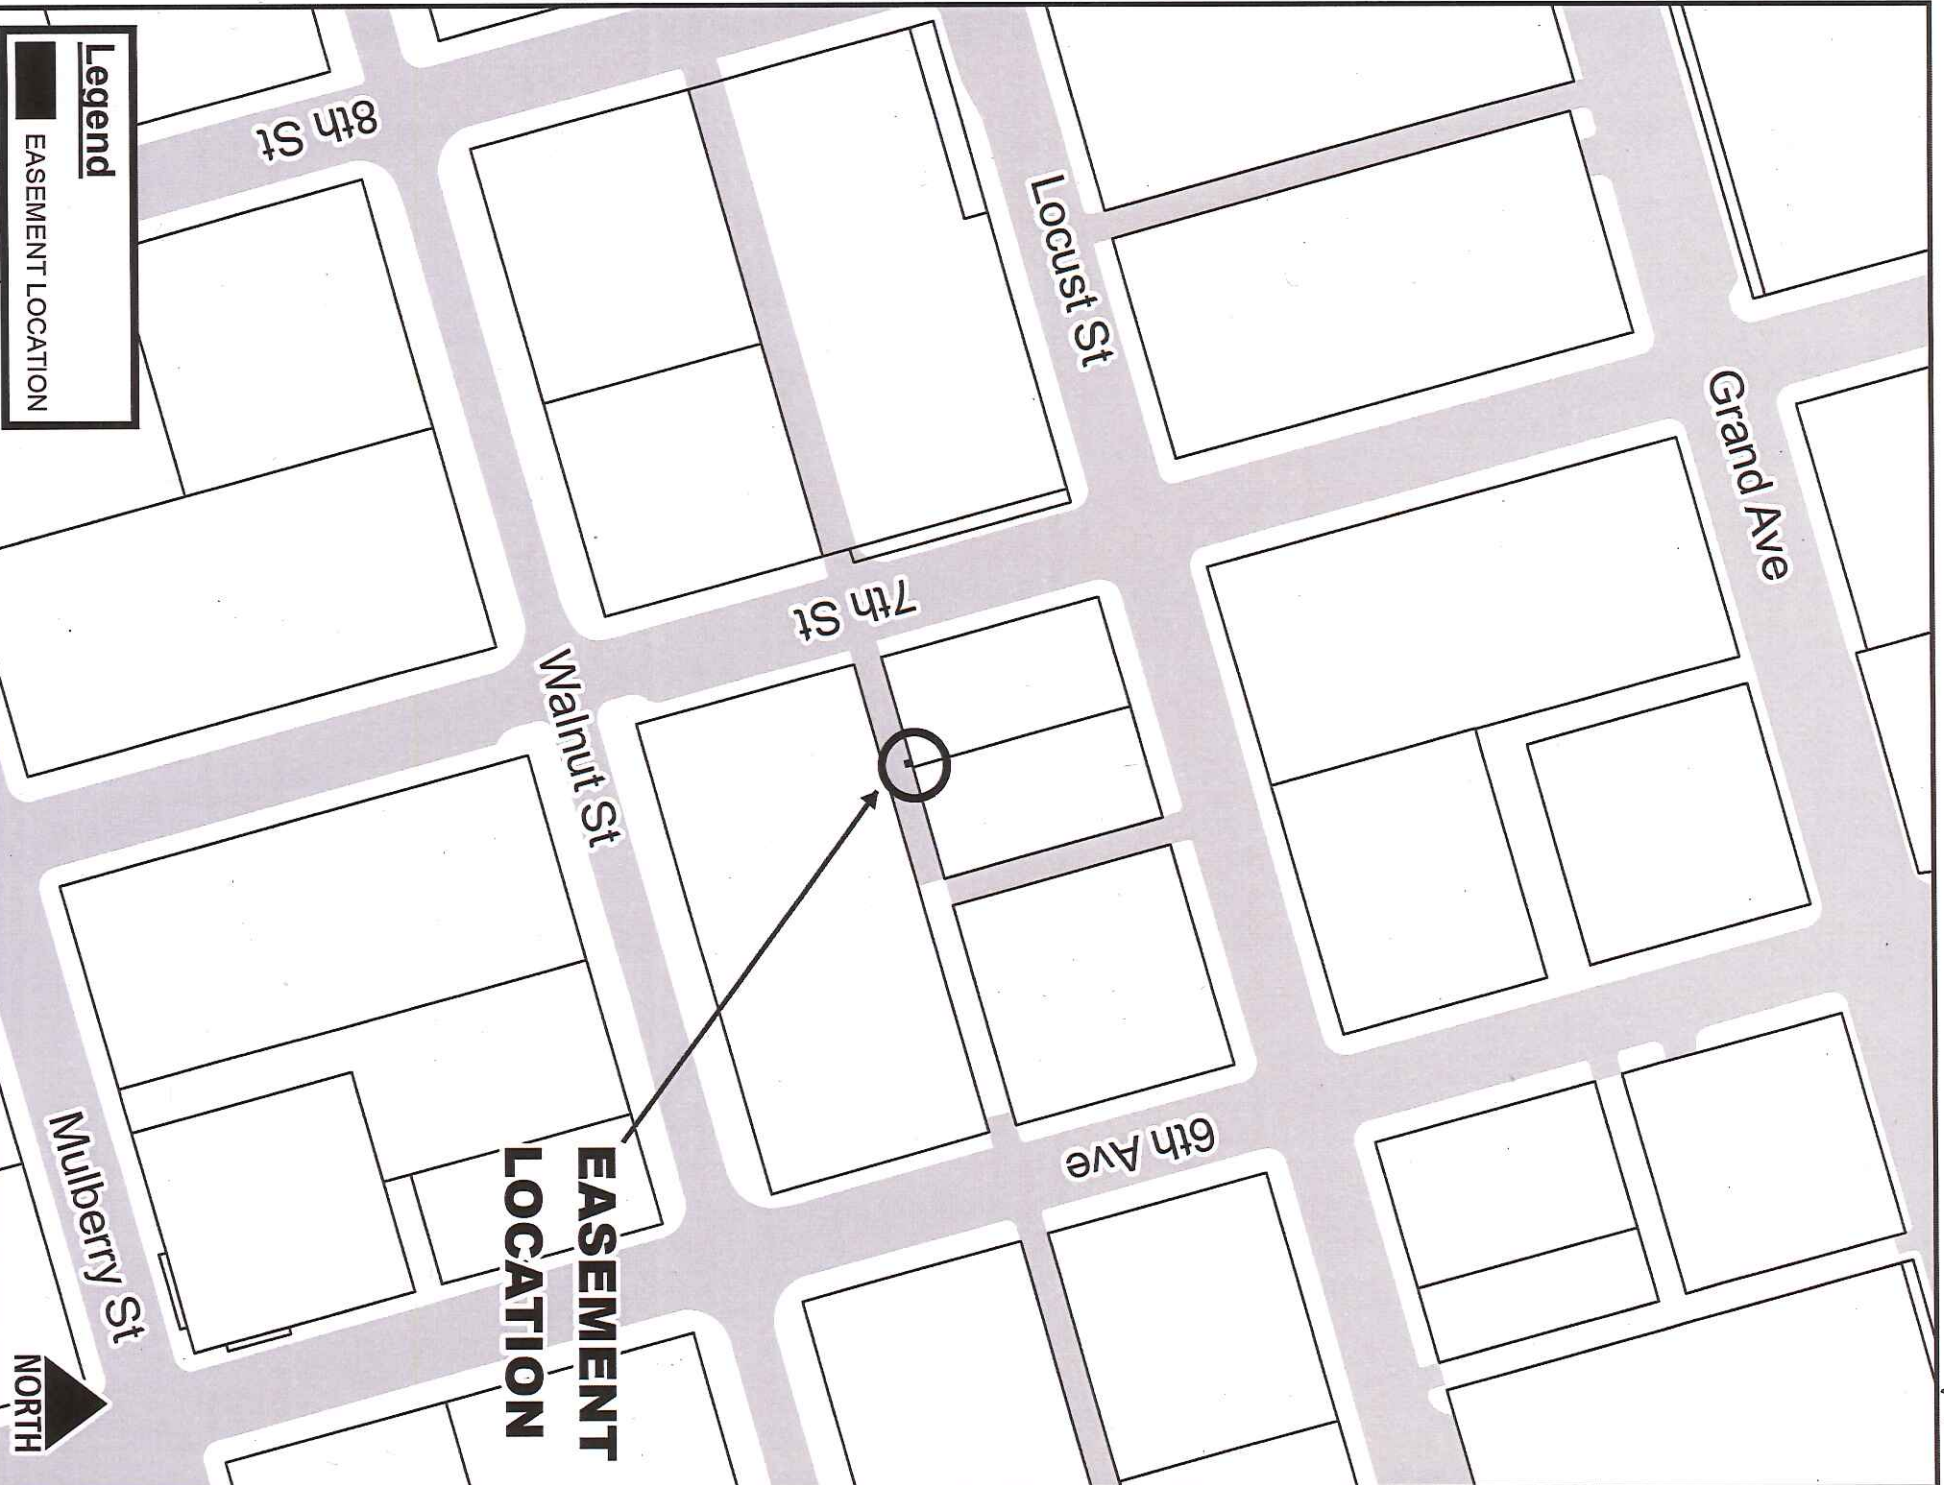 Legend
EASEMENT LOCATION
8th St
Locust St
Grand Ave
7th St
Walnut St
6th Ave
Mulberry St
EASEMENT
LOCATION
NORTH